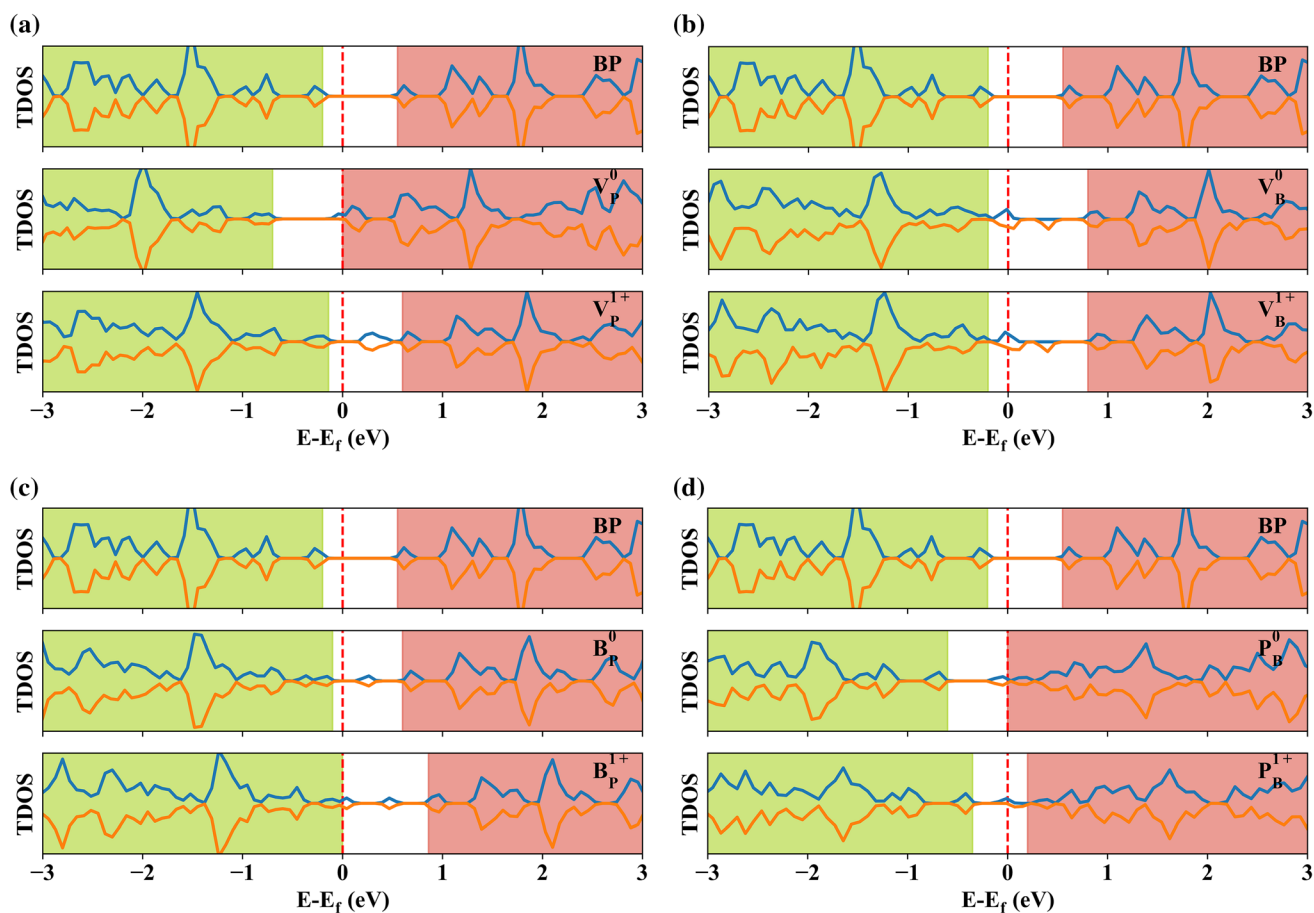 (a)
TDOS
BP
TDOS
V_P^0
TDOS
V_P^{1+}
−3 −2 −1 0 1 2 3
E-E_f (eV)
(b)
TDOS
BP
TDOS
V_B^0
TDOS
V_B^{1+}
−3 −2 −1 0 1 2 3
E-E_f (eV)
(c)
TDOS
BP
TDOS
B_P^0
TDOS
B_P^{1+}
−3 −2 −1 0 1 2 3
E-E_f (eV)
(d)
TDOS
BP
TDOS
P_B^0
TDOS
P_B^{1+}
−3 −2 −1 0 1 2 3
E-E_f (eV)